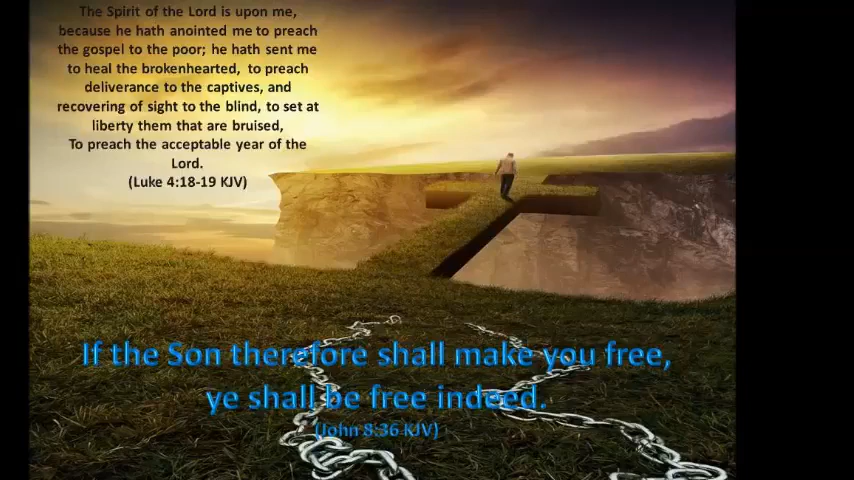 The Spirit of the Lord is upon me,
because he hath anointed me to preach
the gospel to the poor; he hath sent me
to heal the brokenhearted, to preach
deliverance to the captives, and
recovering of sight to the blind, to set at
liberty them that are bruised,
To preach the acceptable year of the
Lord.
(Luke 4:18-19 KJV)
If the Son therefore shall make you free,
ye shall be free indeed.
(John 8:36 KJV)